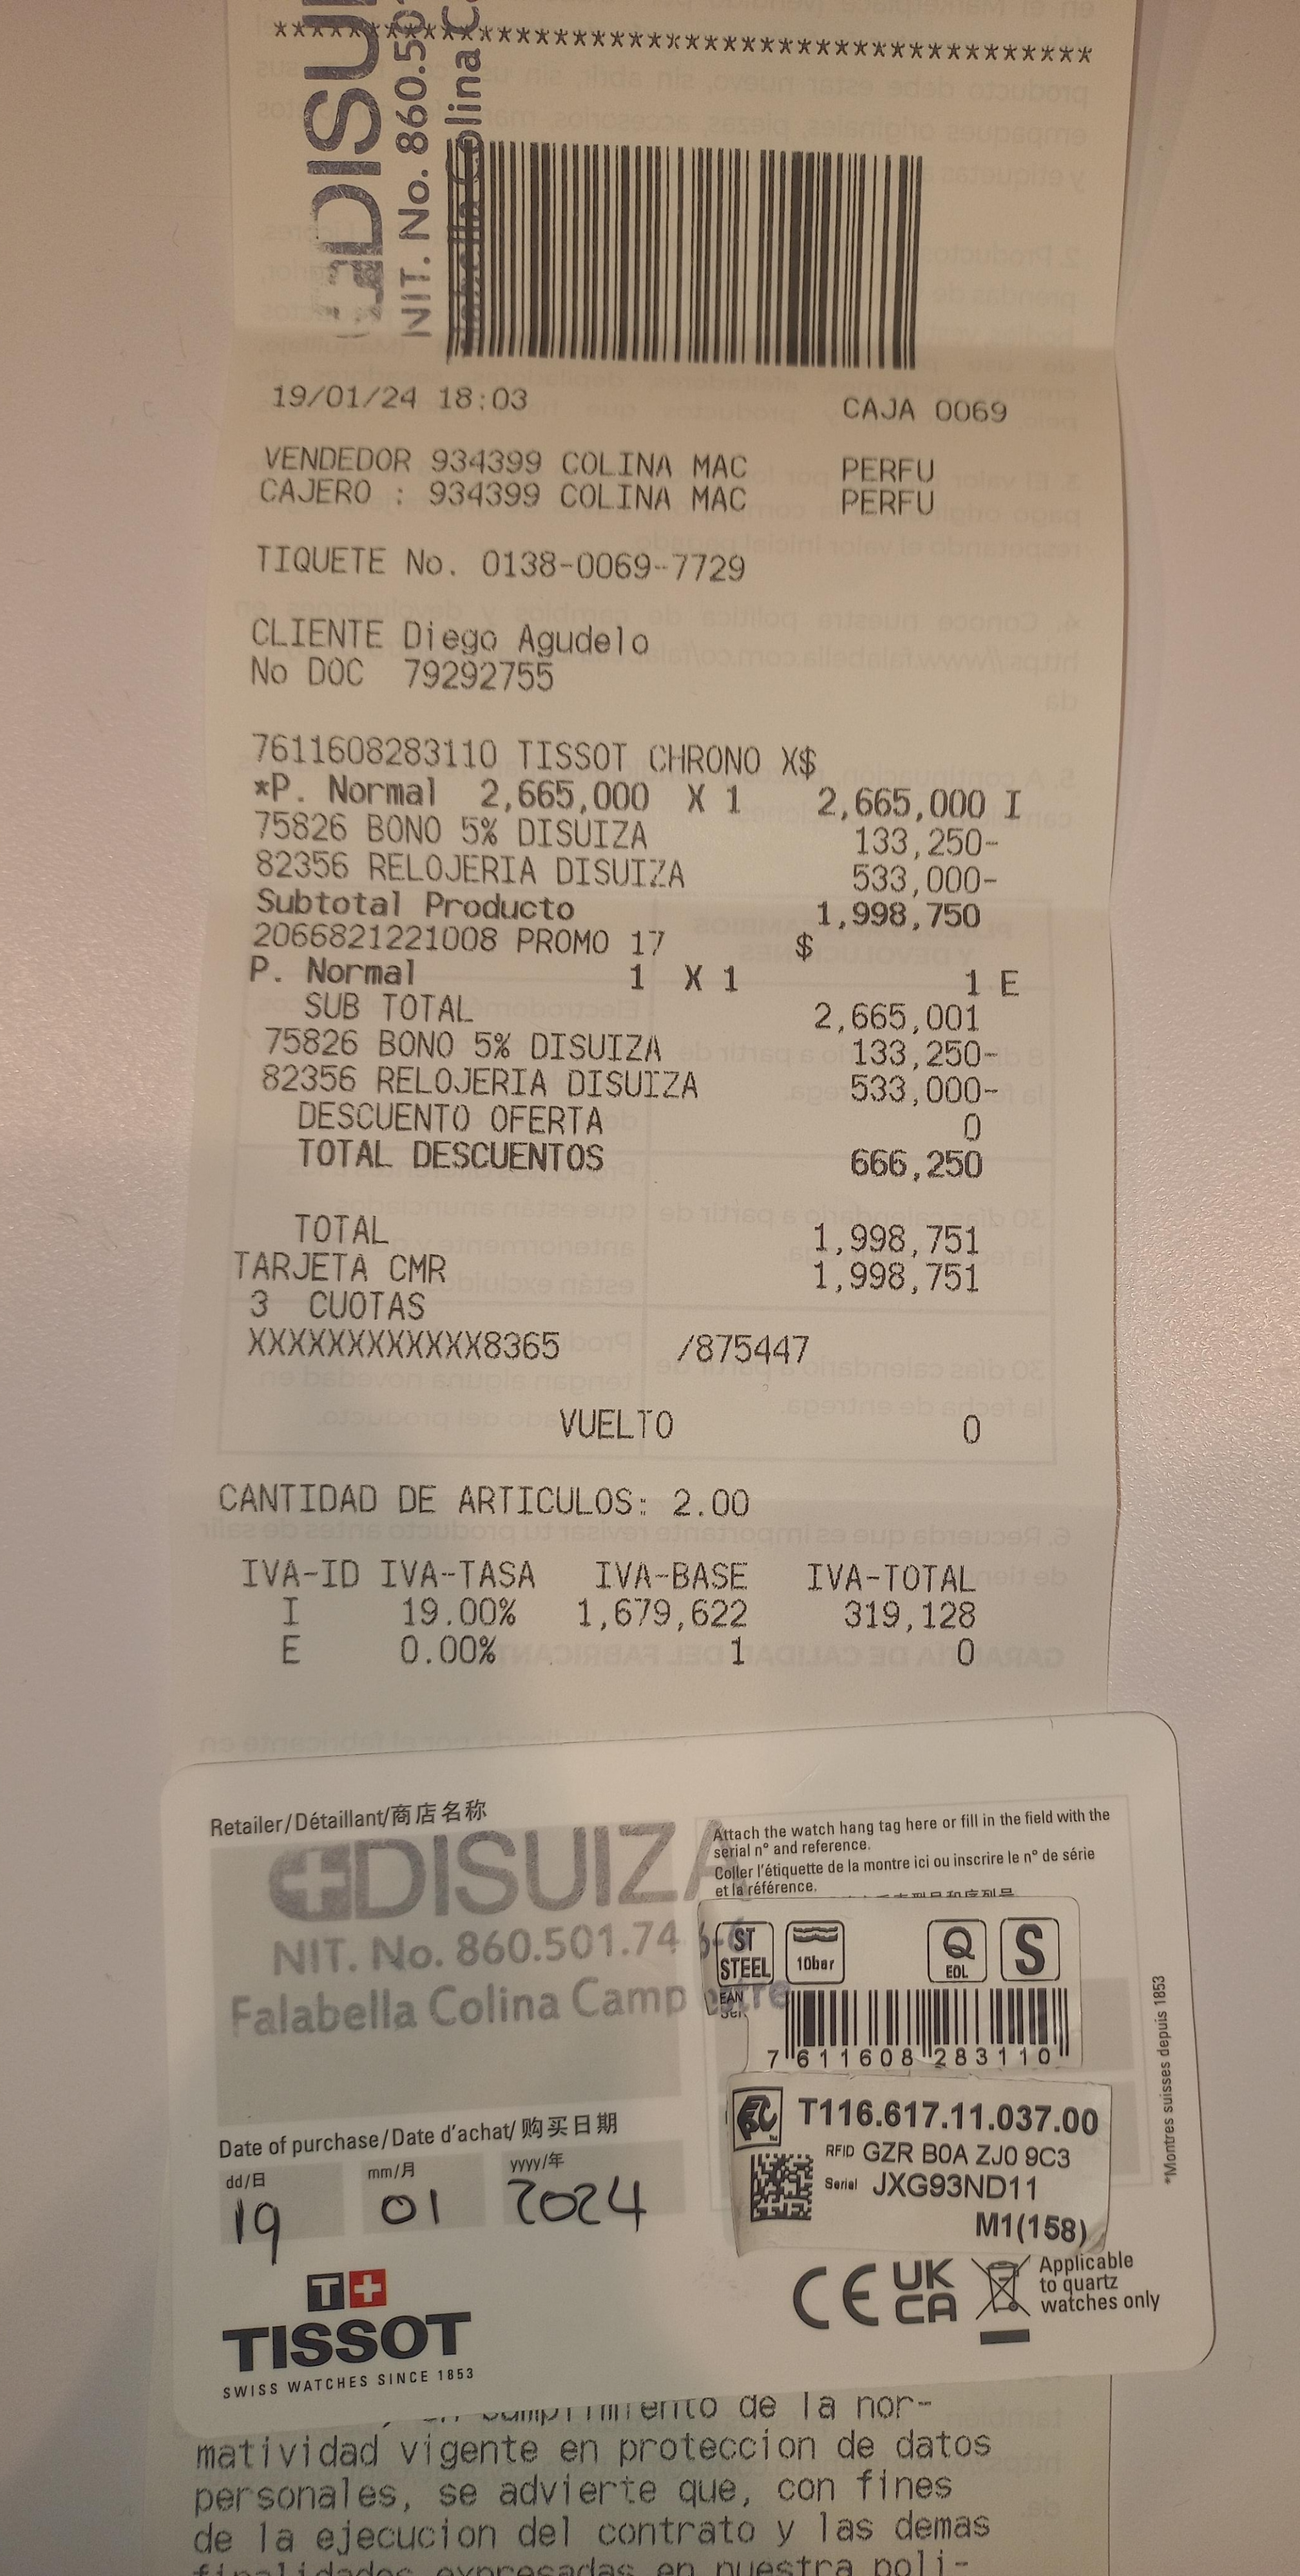 ************************************************
DISU
NIT. No. 860.50
19/01/24 18:03 CAJA 0069
VENDEDOR 934399 COLINA MAC PERFU
CAJERO : 934399 COLINA MAC PERFU
TIQUETE No. 0138-0069-7729
CLIENTE Diego Agudelo
No DOC 79292755
7611608283110 TISSOT CHRONO X$
*P. Normal 2,665,000 X 1 2,665,000 I
75826 BONO 5% DISUIZA 133,250-
82356 RELOJERIA DISUIZA 533,000-
Subtotal Producto 1,998,750
2066821221008 PROMO 17 $
P. Normal 1 X 1 1 E
SUB TOTAL 2,665,001
75826 BONO 5% DISUIZA 133,250-
82356 RELOJERIA DISUIZA 533,000-
DESCUENTO OFERTA 0
TOTAL DESCUENTOS 666,250
TOTAL 1,998,751
TARJETA CMR 1,998,751
3 CUOTAS
XXXXXXXXXXXX8365 /875447
VUELTO 0
CANTIDAD DE ARTICULOS: 2.00
IVA-ID IVA-TASA IVA-BASE IVA-TOTAL
I 19.00% 1,679,622 319,128
E 0.00% 1 0
Retailer/Détaillant/商店名称
DISUIZA
NIT. No. 860.501.74 6-6
Falabella Colina Campestre
Attach the watch hang tag here or fill in the field with the
serial n° and reference.
Coller l'étiquette de la montre ici ou inscrire le n° de série
et la référence.
ST STEEL 10bar Q EOL S
EAN
7 611608 283110
T116.617.11.037.00
RFID GZR B0A ZJ0 9C3
Serial JXG93ND11
M1(158)
*Montres suisses depuis 1853
Date of purchase/Date d'achat/购买日期
dd/日 mm/月 yyyy/年
19 01 2024
T+
TISSOT
SWISS WATCHES SINCE 1853
CE UK CA
Applicable
to quartz
watches only
de la nor-
matividad vigente en proteccion de datos
personales, se advierte que, con fines
de la ejecucion del contrato y las demas
finalidades expresadas en nuestra poli-